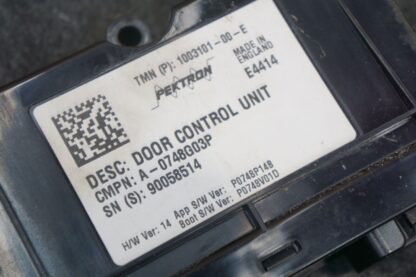 TMN (P): 1003101-00-E
PEKTRON
MADE IN
ENGLAND
E4414
DESC: DOOR CONTROL UNIT
CMPN: A-0748G03P
SN (S): 90058514
H/W Ver: 14 App S/W Ver: P0748P14B
Boot S/W Ver: P0748V01D